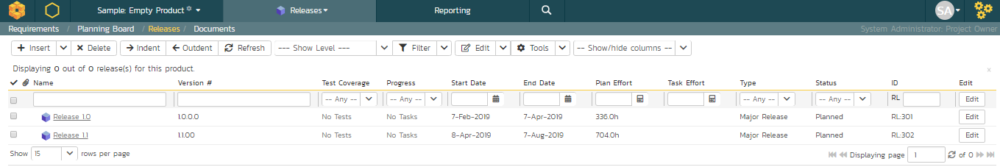 Sample: Empty Product Releases Reporting SA
Requirements / Planning Board / Releases / Documents System Administrator: Project Owner
Insert Delete Indent Outdent Refresh --- Show Level --- Filter Edit Tools -- Show/hide columns --
Displaying 0 out of 0 release(s) for this product. x
Name Version # Test Coverage Progress Start Date End Date Plan Effort Task Effort Type Status ID Edit
-- Any -- -- Any -- -- Any -- -- Any -- RL Edit
Release 1.0 1.0.0.0 No Tests No Tasks 7-Feb-2019 7-Apr-2019 336.0h Major Release Planned RL:301 Edit
Release 1.1 1.1.00 No Tests No Tasks 8-Apr-2019 7-Aug-2019 704.0h Major Release Planned RL:302 Edit
Show 15 rows per page Displaying page 1 of 0